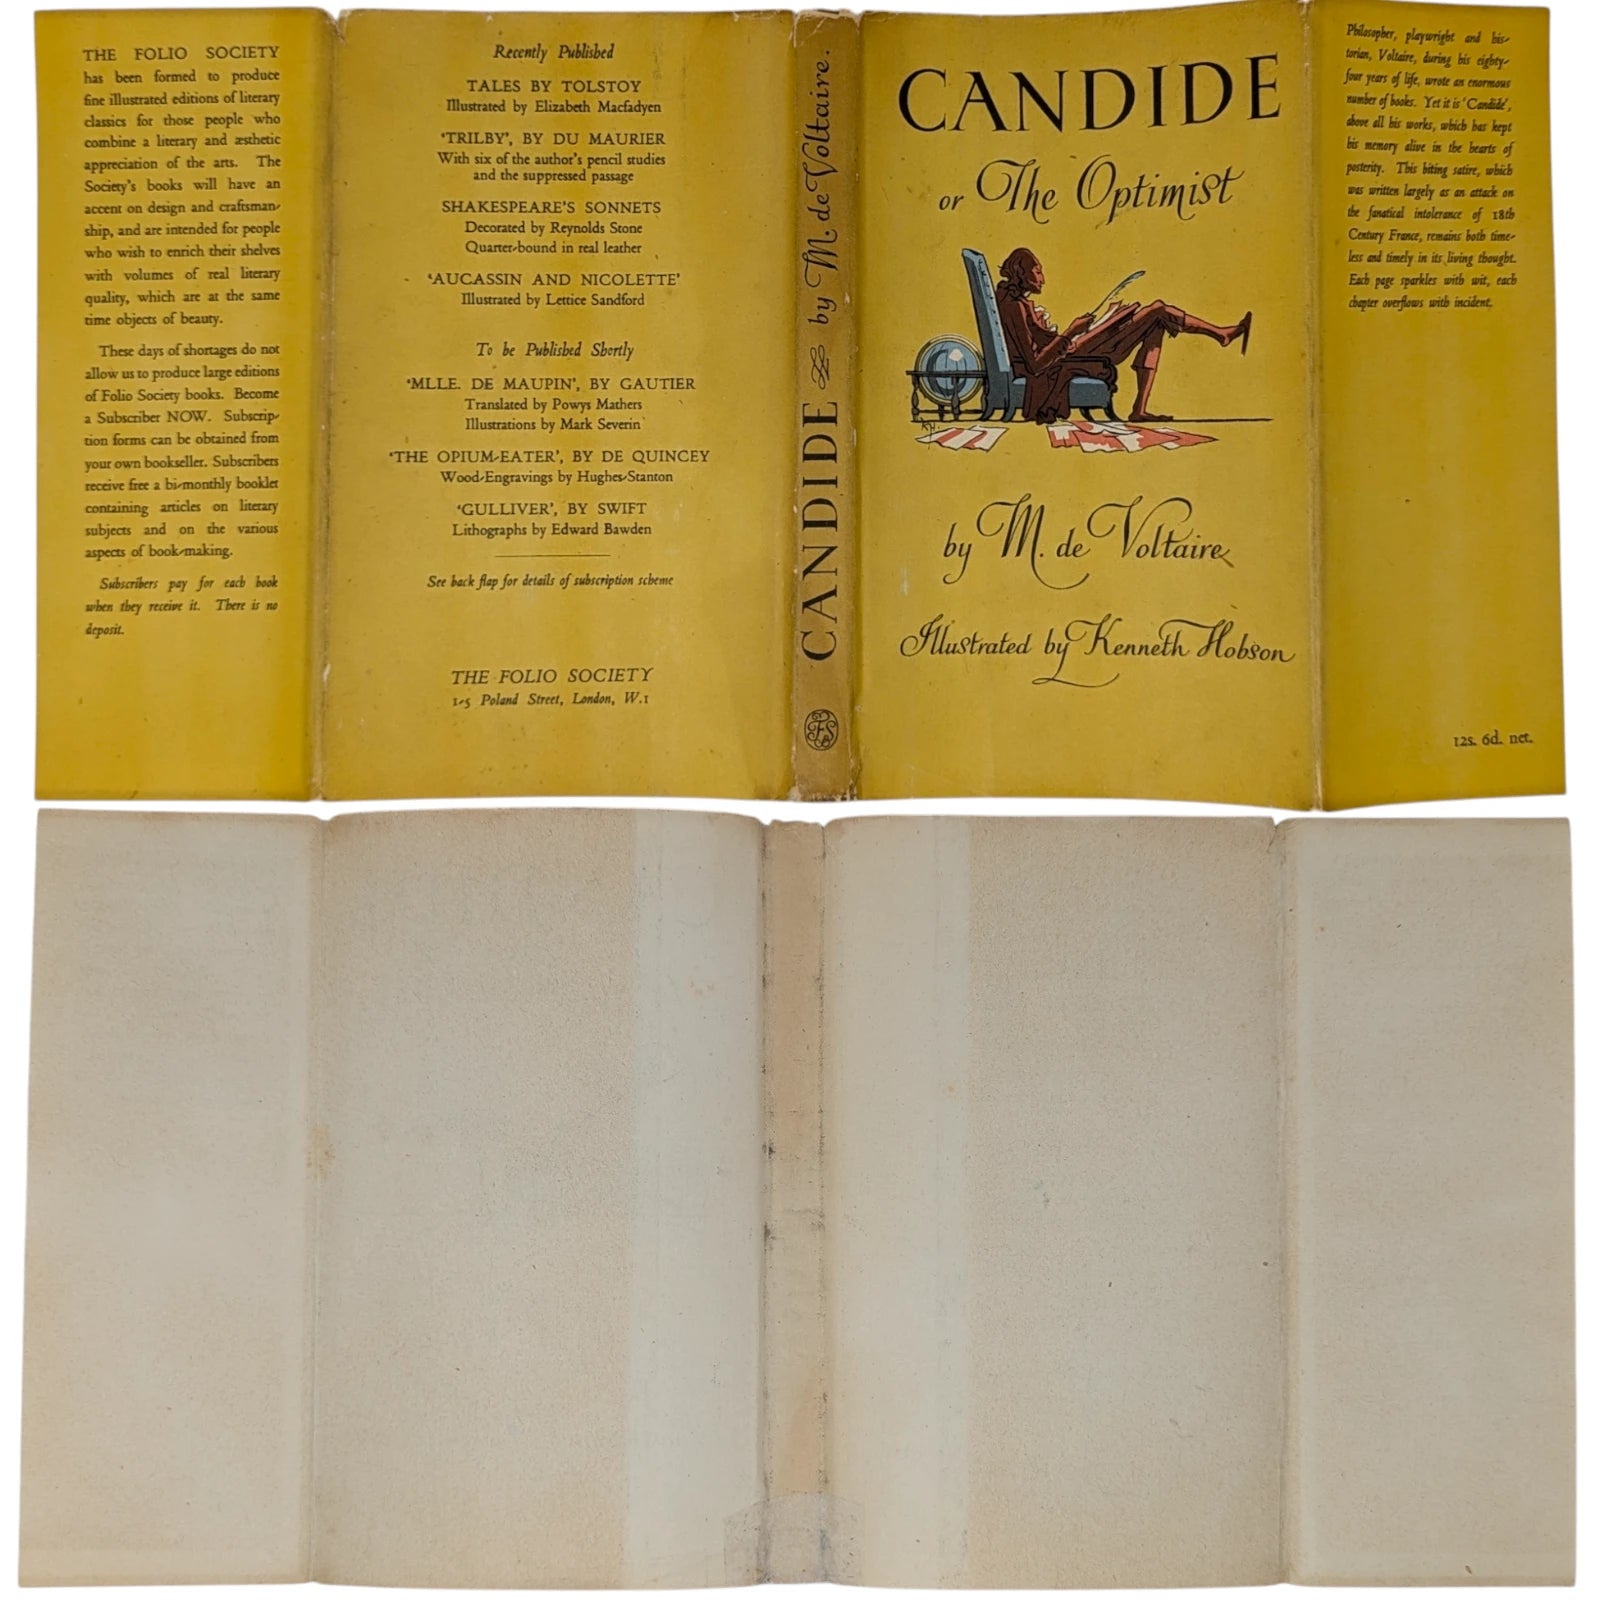 THE FOLIO SOCIETY
has been formed to produce
fine illustrated editions of literary
classics for those people who
combine a literary and æsthetic
appreciation of the arts. The
Society's books will have an
accent on design and craftsman-
ship, and are intended for people
who wish to enrich their shelves
with volumes of real literary
quality, which are at the same
time objects of beauty.
These days of shortages do not
allow us to produce large editions
of Folio Society books. Become
a Subscriber NOW. Subscrip-
tion forms can be obtained from
your own bookseller. Subscribers
receive free a bi-monthly booklet
containing articles on literary
subjects and on the various
aspects of book-making.
Subscribers pay for each book
when they receive it. There is no
deposit.
Recently Published
TALES BY TOLSTOY
Illustrated by Elizabeth Macfadyen
'TRILBY', BY DU MAURIER
With six of the author's pencil studies
and the suppressed passage
SHAKESPEARE'S SONNETS
Decorated by Reynolds Stone
Quarter-bound in real leather
'AUCASSIN AND NICOLETTE'
Illustrated by Lettice Sandford
To be Published Shortly
'MLLE. DE MAUPIN', BY GAUTIER
Translated by Powys Mathers
Illustrations by Mark Severin
'THE OPIUM-EATER', BY DE QUINCEY
Wood-Engravings by Hughes-Stanton
'GULLIVER', BY SWIFT
Lithographs by Edward Bawden
See back flap for details of subscription scheme
THE FOLIO SOCIETY
1-5 Poland Street, London, W.1
CANDIDE by M. de Voltaire.
FS
CANDIDE
or The Optimist
KH.
by M. de Voltaire
Illustrated by Kenneth Hobson
Philosopher, playwright and his-
torian, Voltaire, during his eighty-
four years of life, wrote an enormous
number of books. Yet it is 'Candide',
above all his works, which has kept
his memory alive in the hearts of
posterity. This biting satire, which
was written largely as an attack on
the fanatical intolerance of 18th
Century France, remains both time-
less and timely in its living thought.
Each page sparkles with wit, each
chapter overflows with incident.
12s. 6d. net.